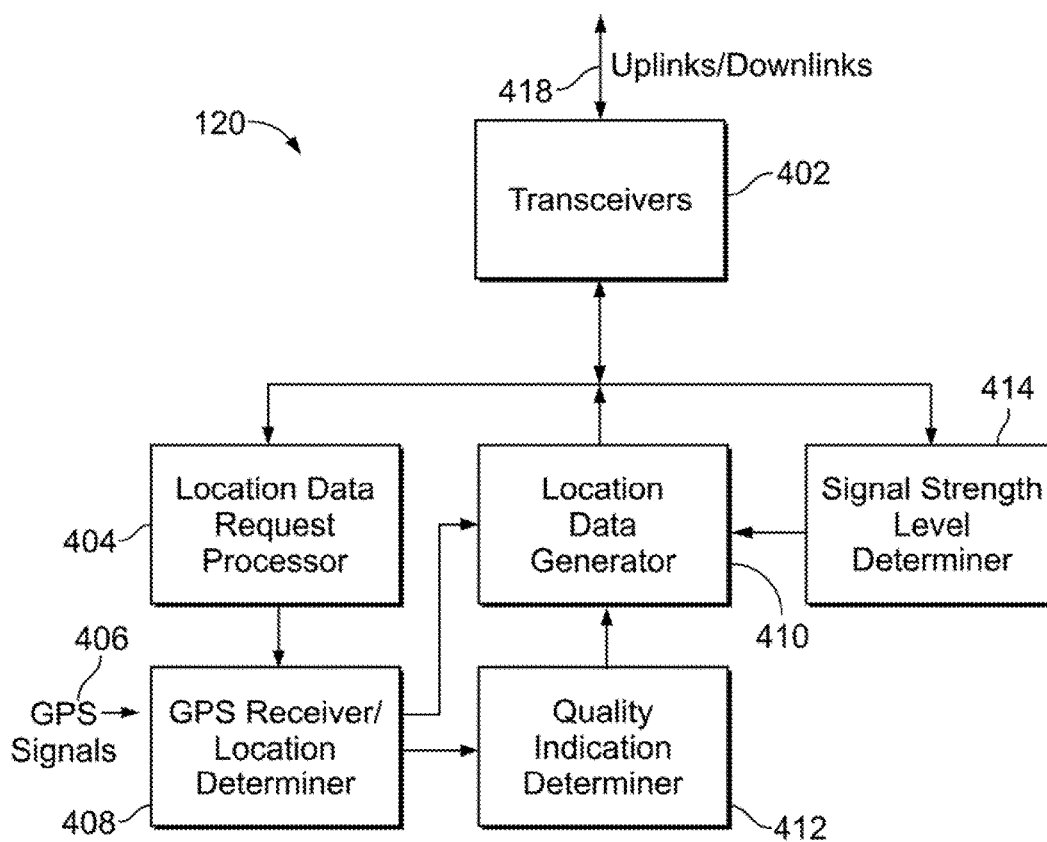 Uplinks/Downlinks
418
120
Transceivers
402
414
Location Data
Request
Processor
404
Location
Data
Generator
410
Signal Strength
Level
Determiner
406
GPS
Signals
GPS Receiver/
Location
Determiner
408
Quality
Indication
Determiner
412